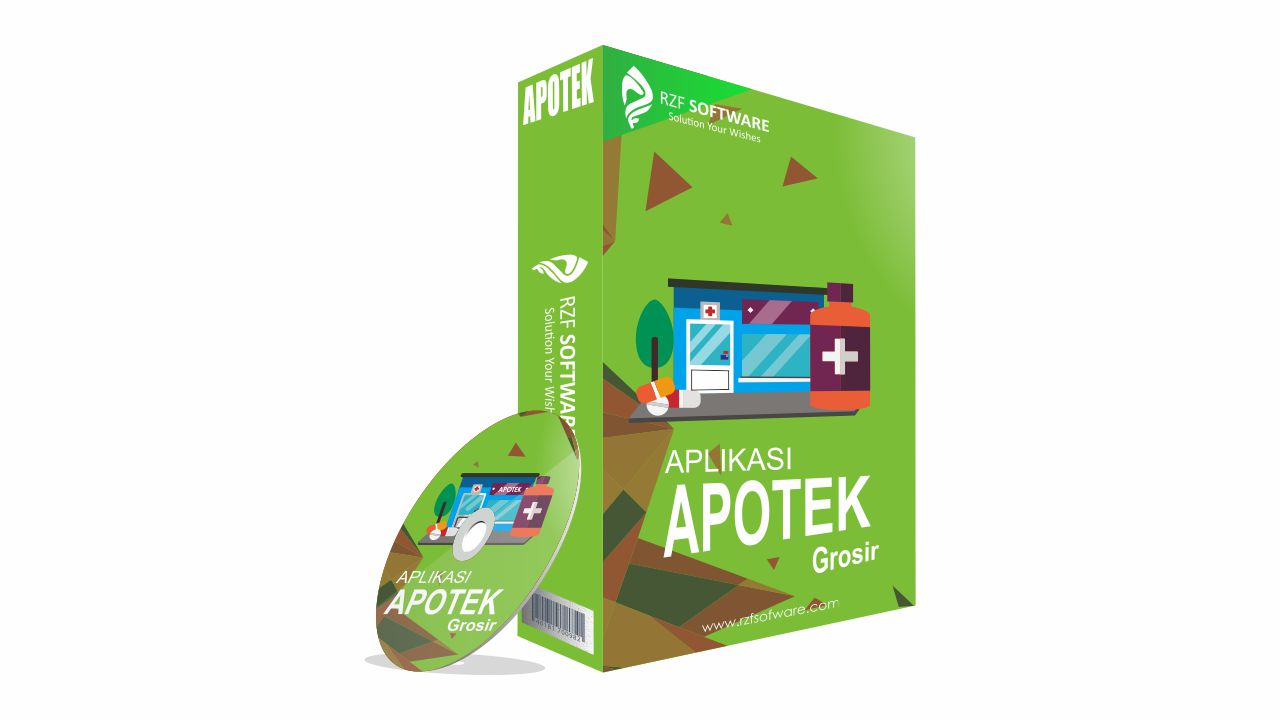 APOTEK
RZF SOFTWARE
Solution Your Wishes
RZF SOFTWARE
Solution Your Wish
APLIKASI
APOTEK
Grosir
www.rzfsofware.com
APOTEK
APLIKASI
APOTEK
Grosir